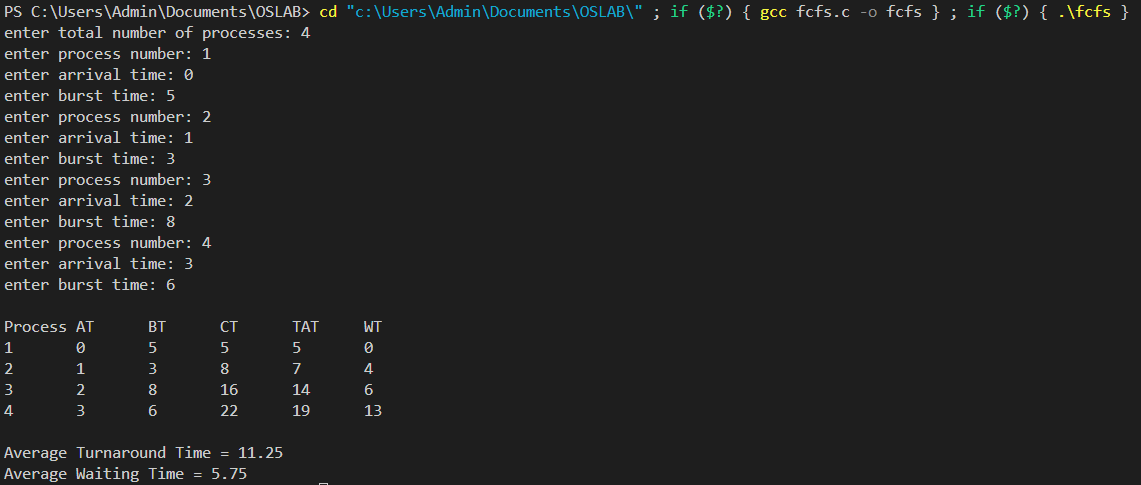 PS C:\Users\Admin\Documents\OSLAB> cd "c:\Users\Admin\Documents\OSLAB\" ; if ($?) { gcc fcfs.c -o fcfs } ; if ($?) { .\fcfs }
enter total number of processes: 4
enter process number: 1
enter arrival time: 0
enter burst time: 5
enter process number: 2
enter arrival time: 1
enter burst time: 3
enter process number: 3
enter arrival time: 2
enter burst time: 8
enter process number: 4
enter arrival time: 3
enter burst time: 6
Process AT      BT      CT      TAT     WT
1       0       5       5       5       0
2       1       3       8       7       4
3       2       8       16      14      6
4       3       6       22      19      13
Average Turnaround Time = 11.25
Average Waiting Time = 5.75